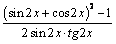 (sin 2x + cos 2x)² − 1
2 sin 2x · tg2x